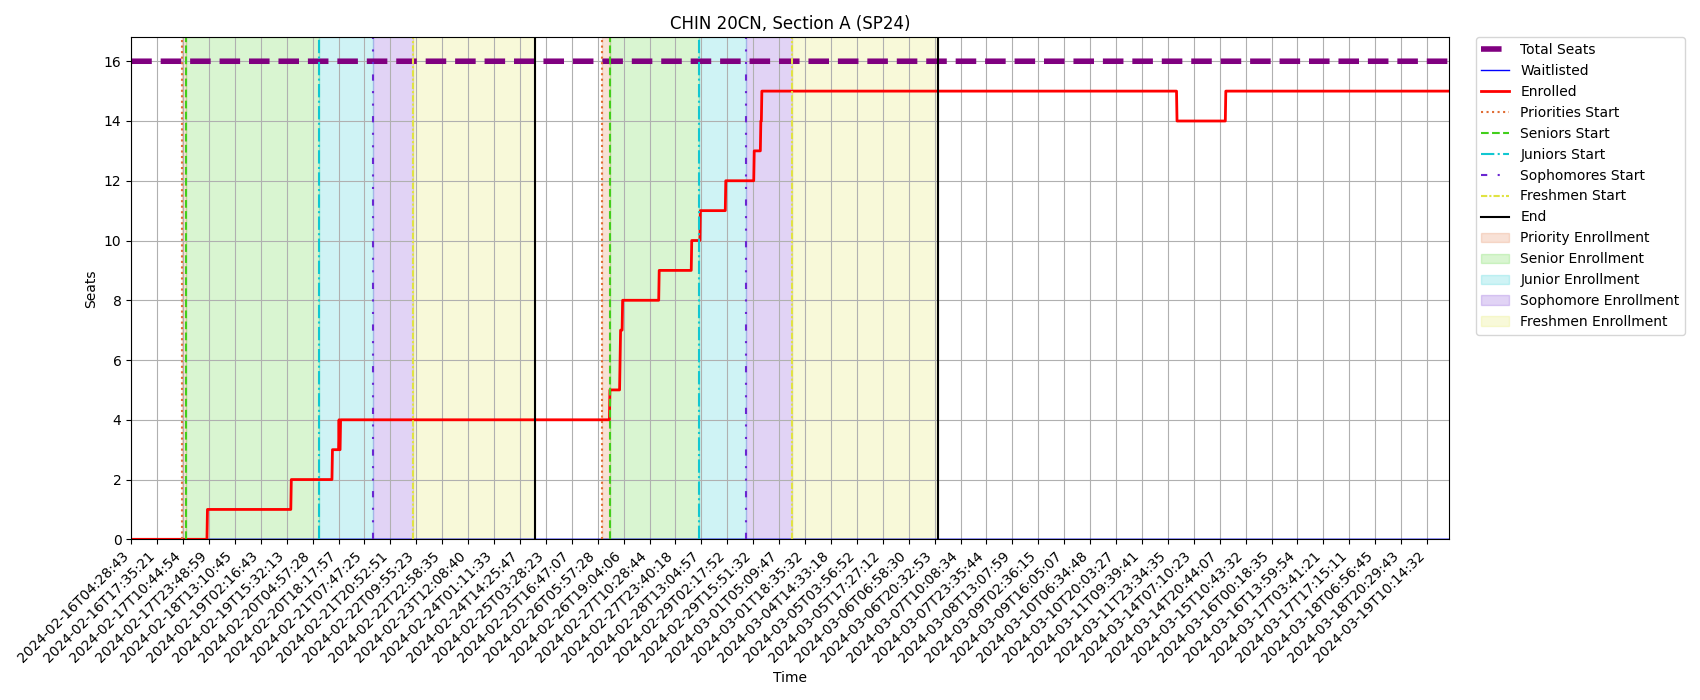 CHIN 20CN, Section A (SP24)
Seats
16
14
12
10
8
6
4
2
0
2024-02-16T04:28:43
2024-02-16T17:35:21
2024-02-17T10:44:54
2024-02-17T23:48:59
2024-02-18T13:10:45
2024-02-19T02:16:43
2024-02-19T15:32:13
2024-02-20T04:57:28
2024-02-20T18:17:57
2024-02-21T07:47:25
2024-02-21T20:52:51
2024-02-22T09:55:23
2024-02-22T22:58:35
2024-02-23T12:08:40
2024-02-24T01:11:33
2024-02-24T14:25:47
2024-02-25T03:28:23
2024-02-25T16:47:07
2024-02-26T05:57:28
2024-02-26T19:04:06
2024-02-27T10:28:44
2024-02-27T23:40:18
2024-02-28T13:04:57
2024-02-29T02:17:52
2024-02-29T15:51:32
2024-03-01T05:09:47
2024-03-01T18:35:32
2024-03-04T14:33:18
2024-03-05T03:56:52
2024-03-05T17:27:12
2024-03-06T06:58:30
2024-03-06T20:32:53
2024-03-07T10:08:34
2024-03-07T23:35:44
2024-03-08T13:07:59
2024-03-09T02:36:15
2024-03-09T16:05:07
2024-03-10T06:34:48
2024-03-10T20:03:27
2024-03-11T09:39:41
2024-03-11T23:34:35
2024-03-14T07:10:23
2024-03-14T20:44:07
2024-03-15T10:43:32
2024-03-16T00:18:35
2024-03-16T13:59:54
2024-03-17T03:41:21
2024-03-17T17:15:11
2024-03-18T06:56:45
2024-03-18T20:29:43
2024-03-19T10:14:32
Time
Total Seats
Waitlisted
Enrolled
Priorities Start
Seniors Start
Juniors Start
Sophomores Start
Freshmen Start
End
Priority Enrollment
Senior Enrollment
Junior Enrollment
Sophomore Enrollment
Freshmen Enrollment